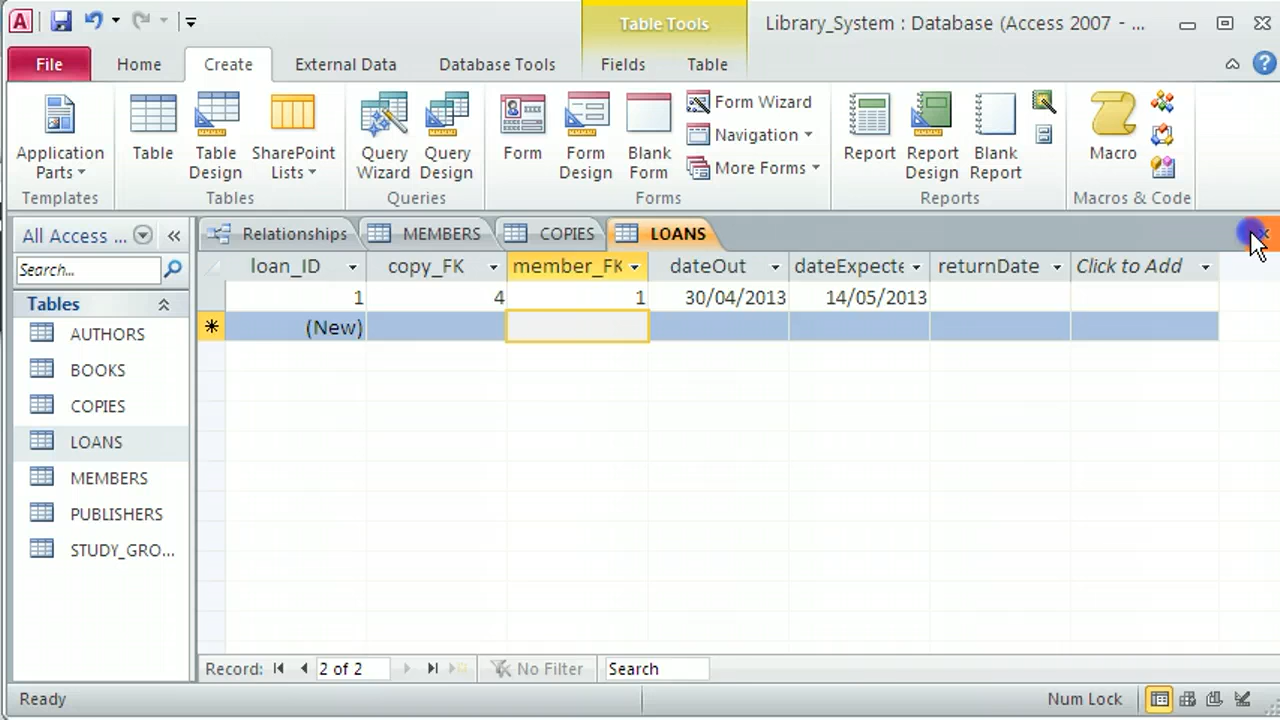 Table Tools
Library_System : Database (Access 2007 - ...
File Home Create External Data Database Tools Fields Table
Application Parts
Table
Table Design
SharePoint Lists
Query Wizard
Query Design
Form
Form Design
Blank Form
Form Wizard
Navigation
More Forms
Report
Report Design
Blank Report
Macro
Templates Tables Queries Forms Reports Macros & Code
All Access ...
Relationships MEMBERS COPIES LOANS
Search...
loan_ID copy_FK member_FK dateOut dateExpecte returnDate Click to Add
1 4 1 30/04/2013 14/05/2013
(New)
Tables
AUTHORS
BOOKS
COPIES
LOANS
MEMBERS
PUBLISHERS
STUDY_GRO...
Record: 2 of 2 No Filter Search
Ready Num Lock